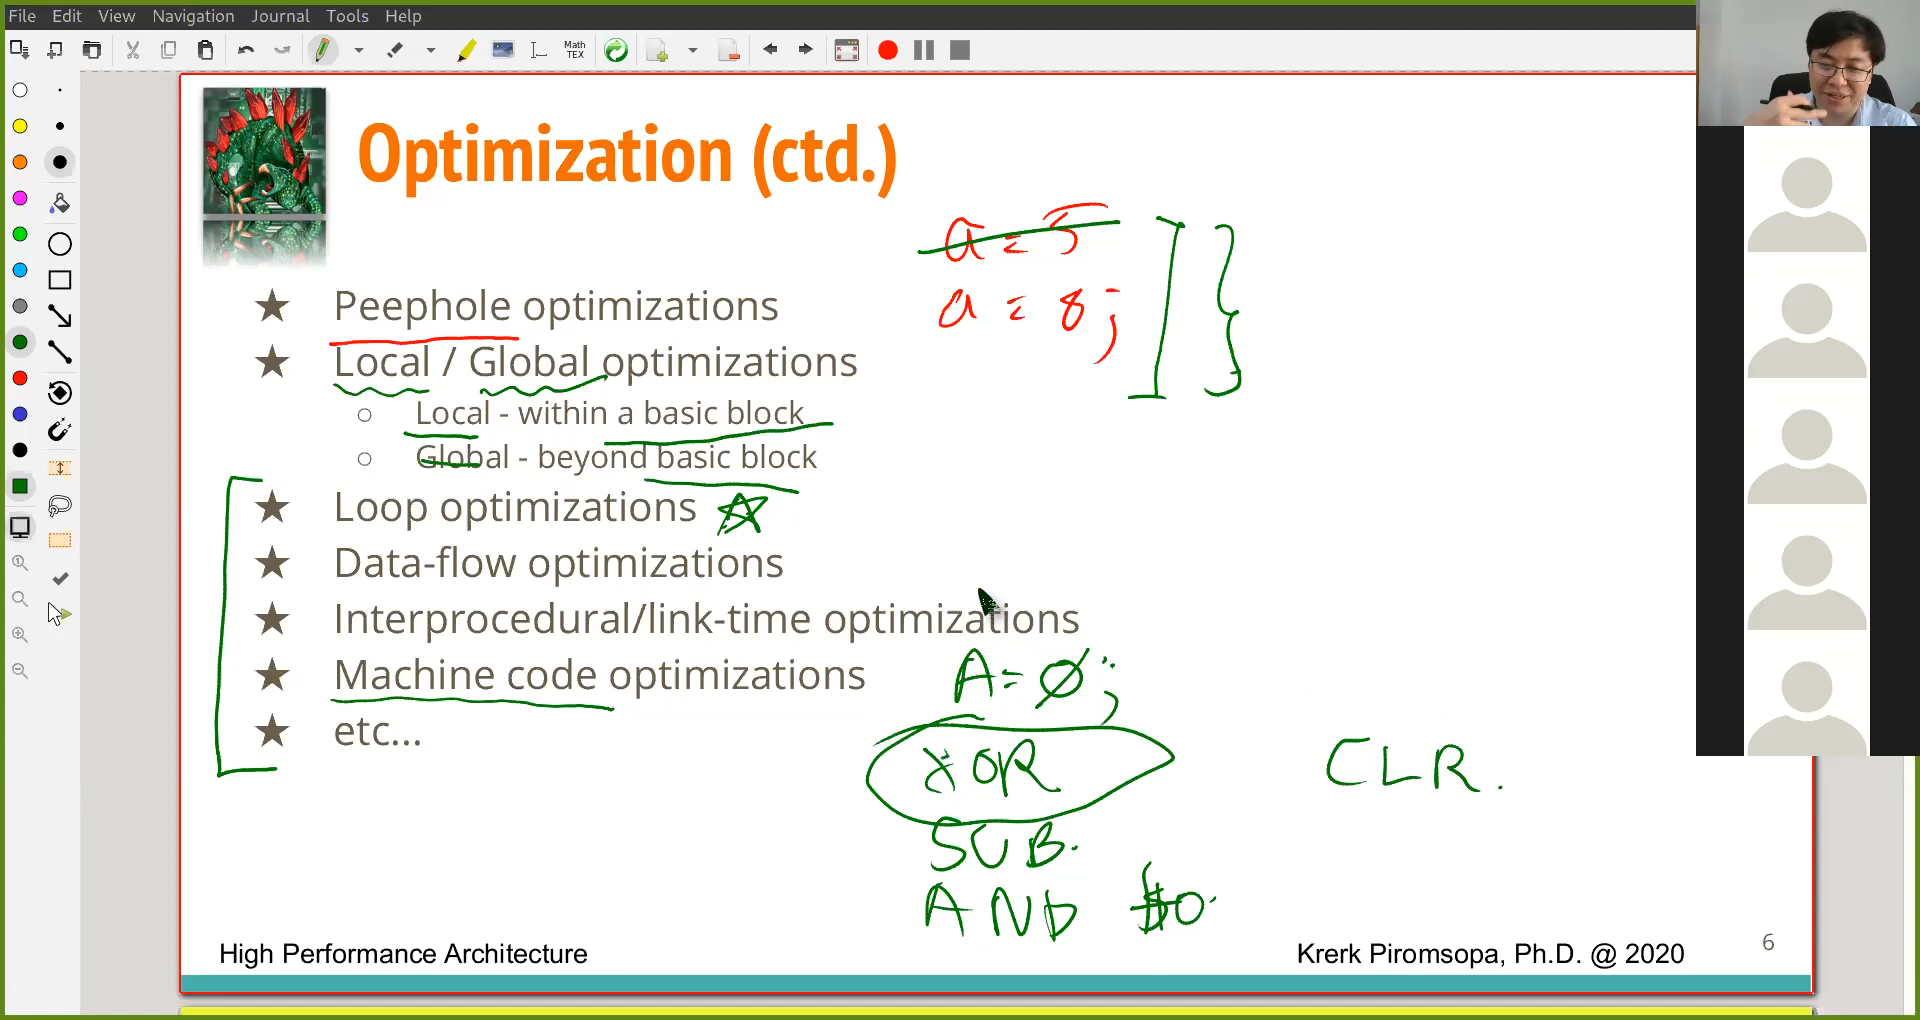 File Edit View Navigation Journal Tools Help
Math
TEX
Optimization (ctd.)
a = 5
a = 8;
★ Peephole optimizations
★ Local / Global optimizations
○ Local - within a basic block
○ Global - beyond basic block
★ Loop optimizations
★ Data-flow optimizations
★ Interprocedural/link-time optimizations
★ Machine code optimizations
★ etc...
A = Ø;
XOR
CLR.
SUB.
AND $0.
High Performance Architecture
Krerk Piromsopa, Ph.D. @ 2020
6